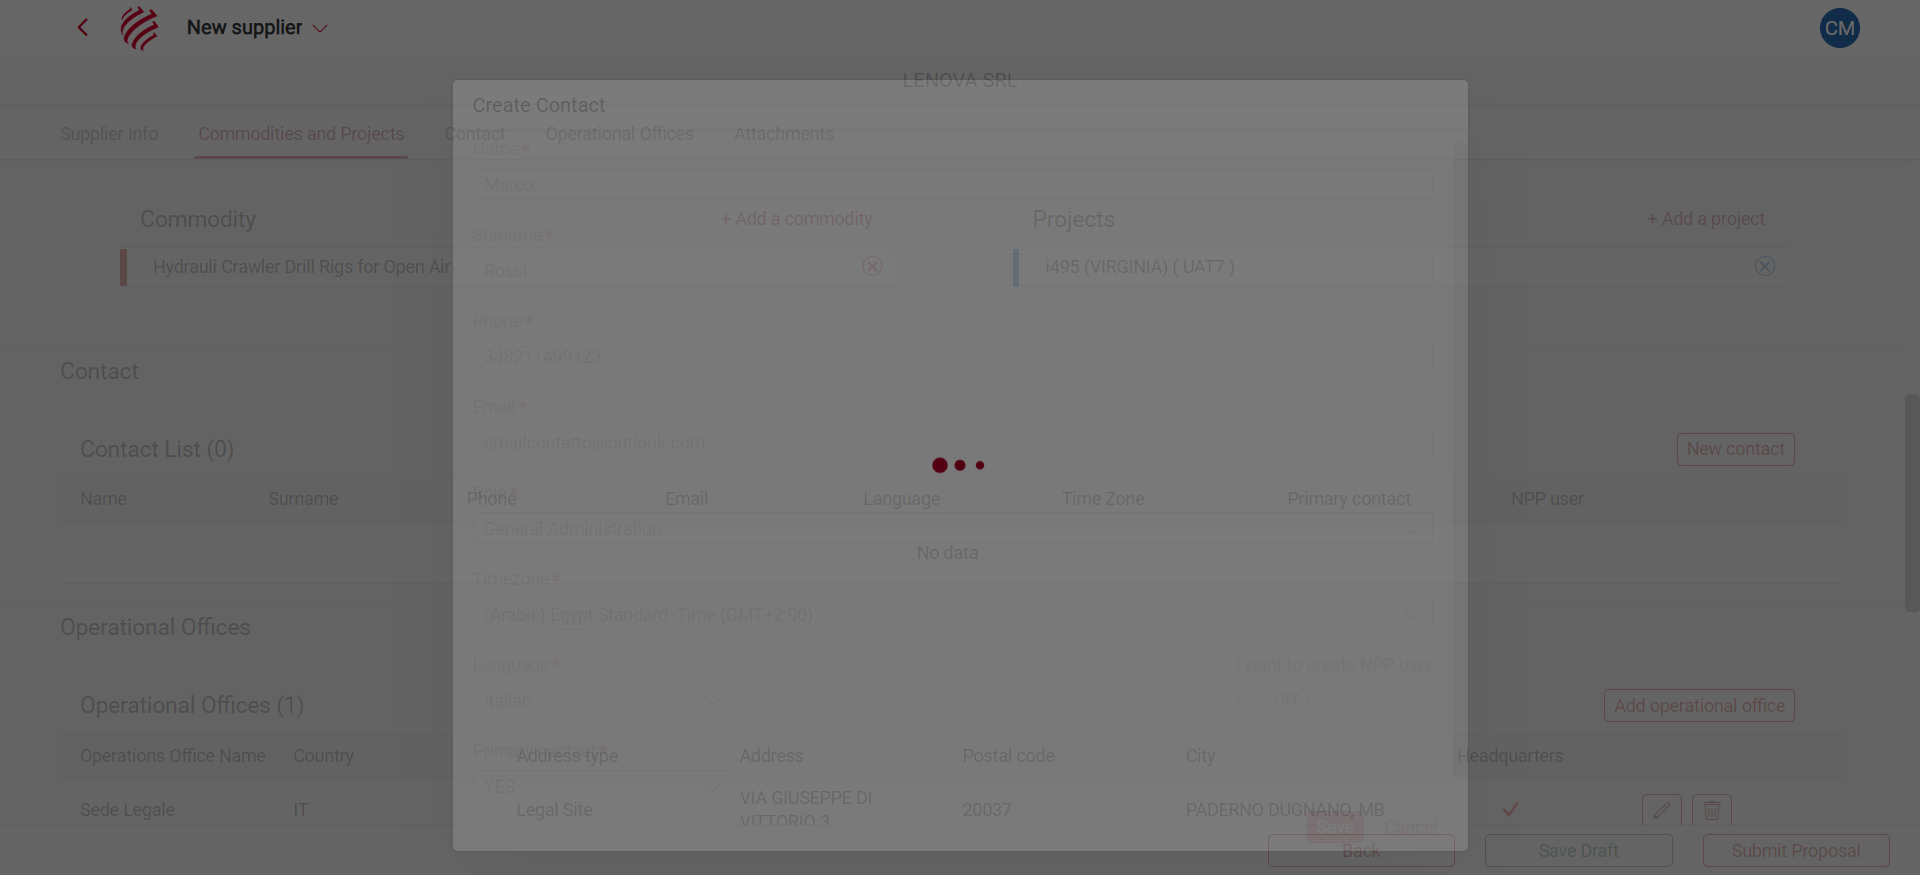 New supplier
CM
LENOVA SRL
Create Contact
Supplier Info
Commodities and Projects
Contact
Operational Offices
Attachments
Name*
Marco
Commodity
+ Add a commodity
Projects
+ Add a project
Surname*
Hydrauli Crawler Drill Rigs for Open Air
Rossi
i495 (VIRGINIA) ( UAT7 )
Phone*
348211499123
Contact
Email*
emailcontatto@outlook.com
Contact List (0)
New contact
Role*
Name
Surname
Phone
Email
Language
Time Zone
Primary contact
NPP user
General Administration
No data
Timezone*
(Arabic) Egypt Standard Time (GMT+2:00)
Operational Offices
Language*
I want to create NPP user
Italian
OFF
Operational Offices (1)
Add operational office
Primary contact*
Operations Office Name
Country
Address type
Address
Postal code
City
Headquarters
YES
Sede Legale
IT
Legal Site
VIA GIUSEPPE DI
VITTORIO 3
20037
PADERNO DUGNANO, MB
Save
Cancel
Back
Save Draft
Submit Proposal